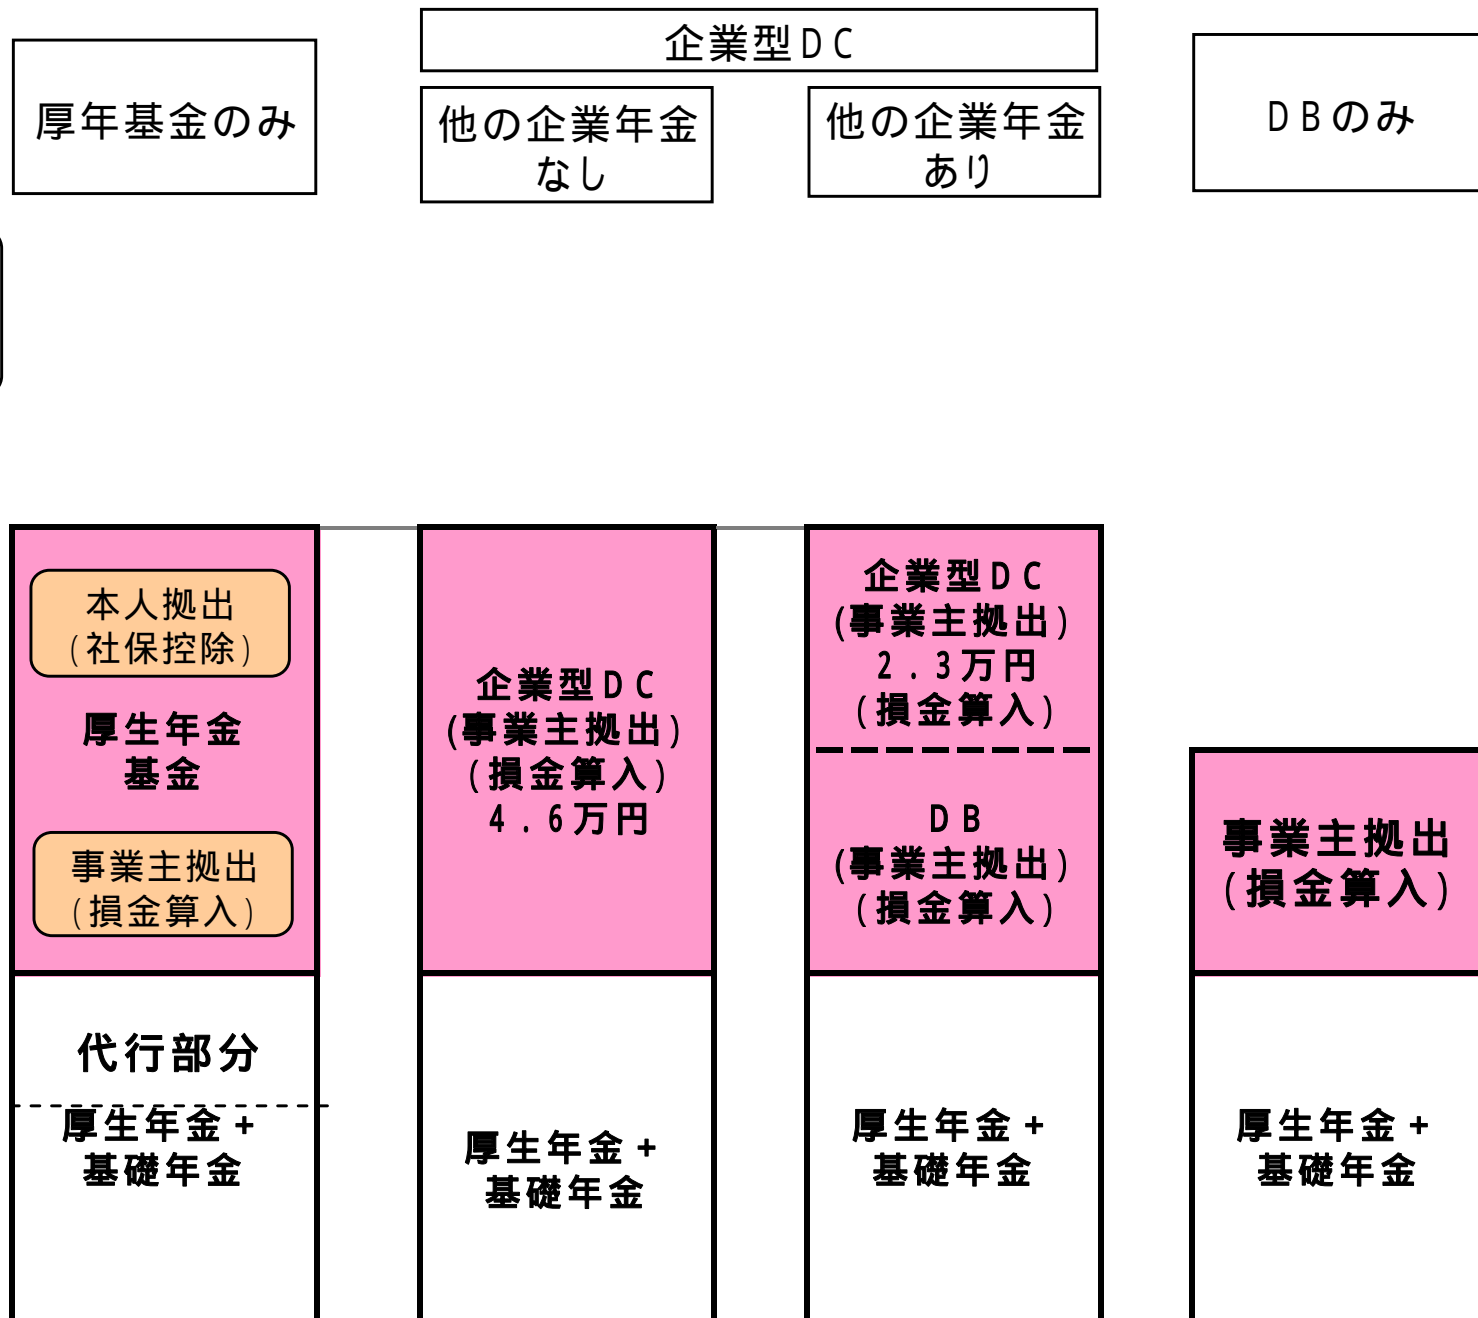 企業型DC
厚年基金のみ
他の企業年金
なし
他の企業年金
あり
DBのみ
本人拠出
(社保控除)
厚生年金
基金
事業主拠出
(損金算入)
代行部分
厚生年金+
基礎年金
企業型DC
(事業主拠出)
(損金算入)
4.6万円
厚生年金+
基礎年金
企業型DC
(事業主拠出)
2.3万円
(損金算入)
DB
(事業主拠出)
(損金算入)
厚生年金+
基礎年金
事業主拠出
(損金算入)
厚生年金+
基礎年金